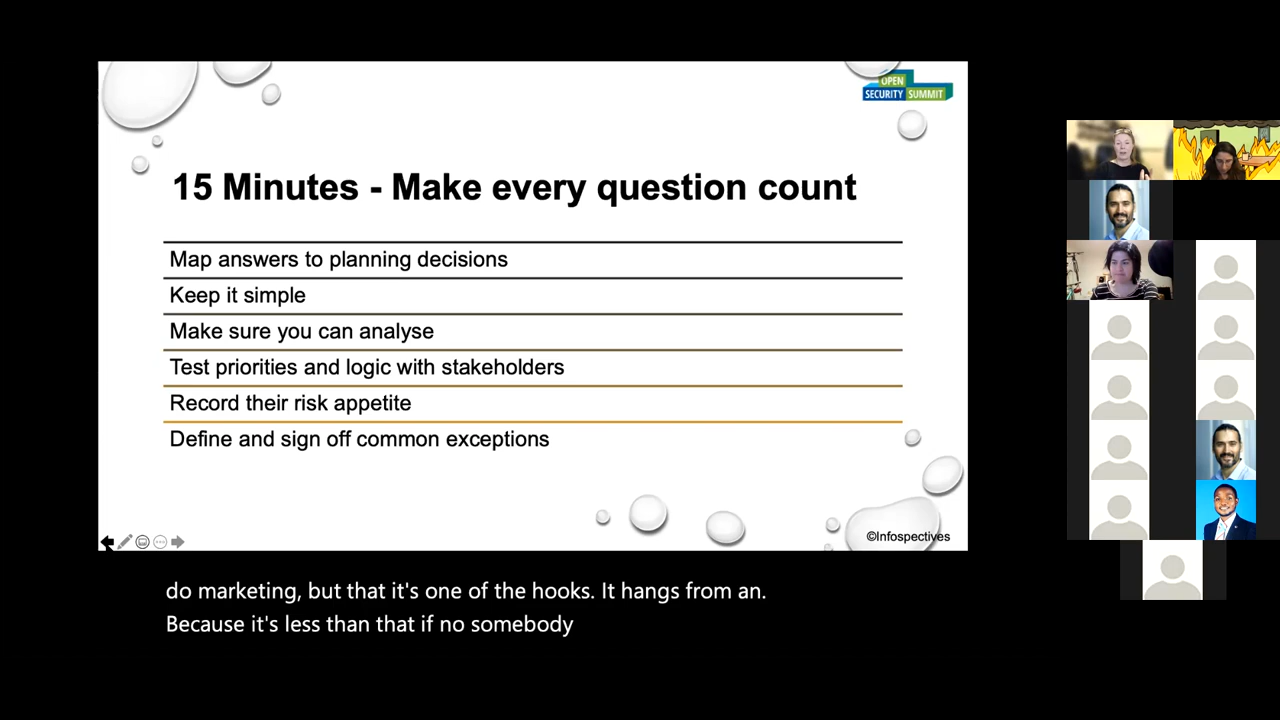 OPEN
SECURITY SUMMIT
15 Minutes - Make every question count
Map answers to planning decisions
Keep it simple
Make sure you can analyse
Test priorities and logic with stakeholders
Record their risk appetite
Define and sign off common exceptions
©Infospectives
do marketing, but that it's one of the hooks. It hangs from an.
Because it's less than that if no somebody